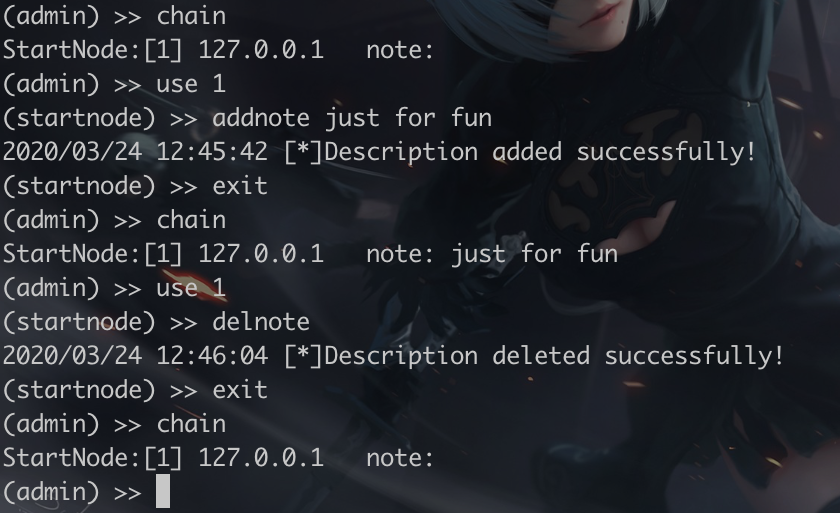 (admin) >> chain
StartNode:[1] 127.0.0.1   note:
(admin) >> use 1
(startnode) >> addnote just for fun
2020/03/24 12:45:42 [*]Description added successfully!
(startnode) >> exit
(admin) >> chain
StartNode:[1] 127.0.0.1   note: just for fun
(admin) >> use 1
(startnode) >> delnote
2020/03/24 12:46:04 [*]Description deleted successfully!
(startnode) >> exit
(admin) >> chain
StartNode:[1] 127.0.0.1   note:
(admin) >>